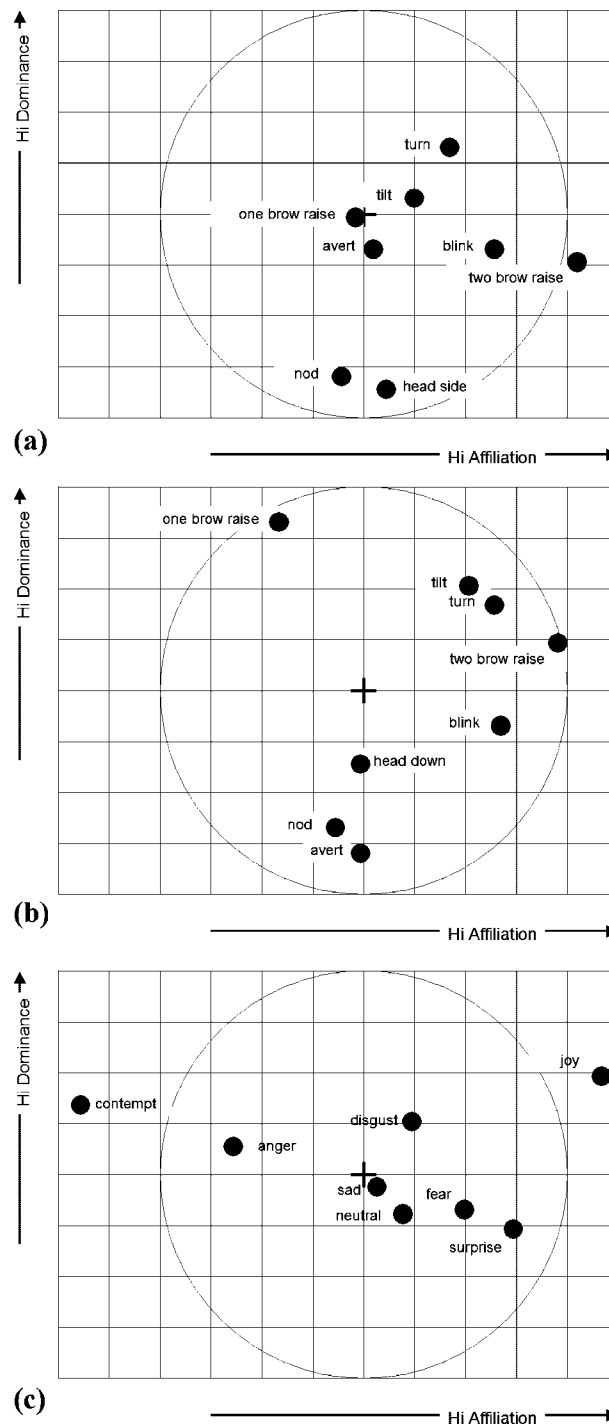 Hi Dominance
turn
tilt
one brow raise
avert
blink
two brow raise
nod
head side
(a)
Hi Affiliation
Hi Dominance
one brow raise
tilt
turn
two brow raise
blink
head down
nod
avert
(b)
Hi Affiliation
Hi Dominance
joy
contempt
disgust
anger
sad
fear
neutral
surprise
(c)
Hi Affiliation